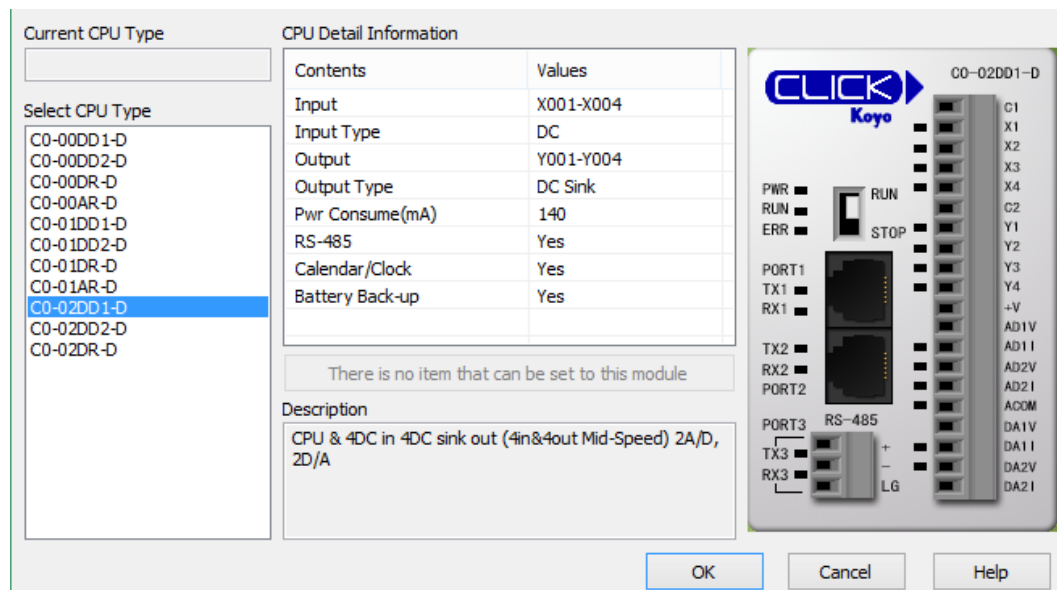 Current CPU Type
Select CPU Type
C0-00DD1-D
C0-00DD2-D
C0-00DR-D
C0-00AR-D
C0-01DD1-D
C0-01DD2-D
C0-01DR-D
C0-01AR-D
C0-02DD1-D
C0-02DD2-D
C0-02DR-D
CPU Detail Information
Contents Values
Input X001-X004
Input Type DC
Output Y001-Y004
Output Type DC Sink
Pwr Consume(mA) 140
RS-485 Yes
Calendar/Clock Yes
Battery Back-up Yes
There is no item that can be set to this module
Description
CPU & 4DC in 4DC sink out (4in&4out Mid-Speed) 2A/D,
2D/A
CLICK
Koyo
C0-02DD1-D
PWR
RUN
ERR
RUN
STOP
PORT1
TX1
RX1
TX2
RX2
PORT2
PORT3 RS-485
TX3 +
RX3 -
LG
C1
X1
X2
X3
X4
C2
Y1
Y2
Y3
Y4
+V
AD1V
AD1I
AD2V
AD2I
ACOM
DA1V
DA1I
DA2V
DA2I
OK Cancel Help